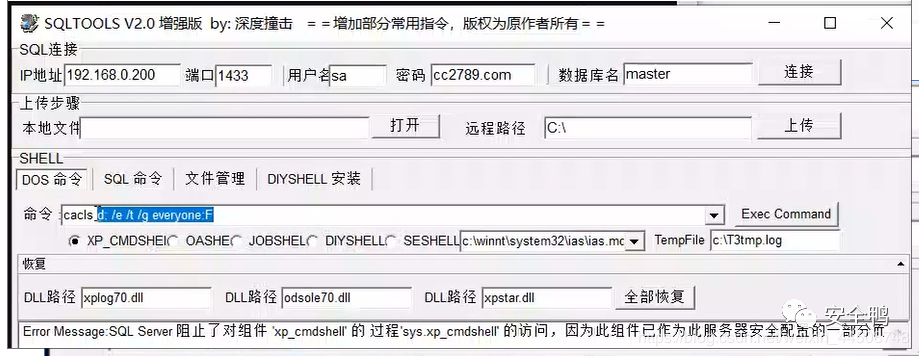 SQLTOOLS V2.0 增强版 by: 深度撞击 ==增加部分常用指令，版权为原作者所有==
SQL连接
IP地址 192.168.0.200 端口 1433 用户名 sa 密码 cc2789.com 数据库名 master 连接
上传步骤
本地文件 打开 远程路径 C:\ 上传
SHELL
DOS 命令 SQL 命令 文件管理 DIYSHELL 安装
命令: cacls d: /e /t /g everyone:F Exec Command
XP_CMDSHEI OASHE JOBSHEL DIYSHELL SESHELL c:\winnt\system32\ias\ias.mc TempFile c:\T3tmp.log
恢复
DLL路径 xplog70.dll DLL路径 odsole70.dll DLL路径 xpstar.dll 全部恢复
Error Message:SQL Server 阻止了对组件 'xp_cmdshell' 的 过程'sys.xp_cmdshell' 的访问，因为此组件已作为此服务器安全配置的一部分而
安全鹏